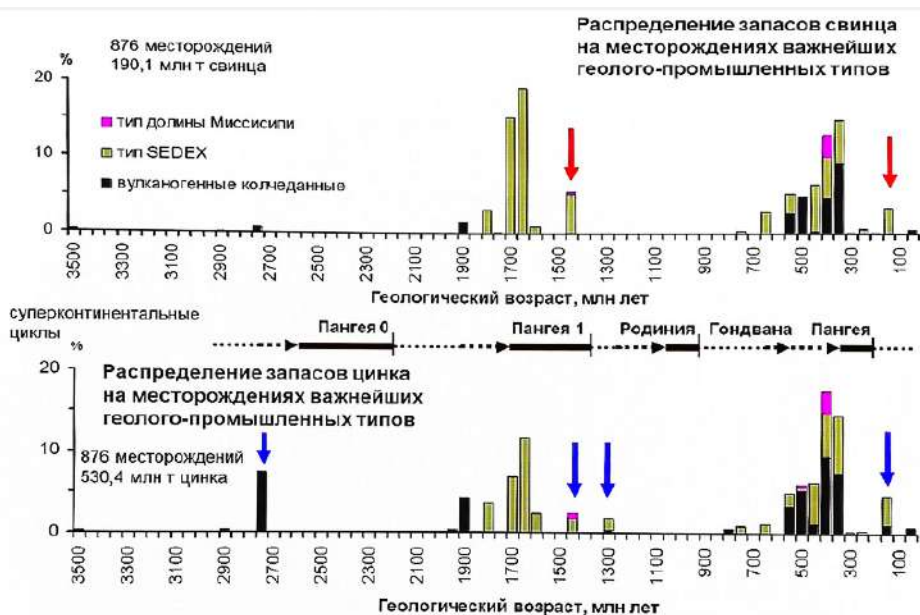 Распределение запасов свинца
на месторождениях важнейших
геолого-промышленных типов
876 месторождений
190,1 млн т свинца
%
20
10
0
тип долины Миссисипи
тип SEDEX
вулканогенные колчеданные
3500 3300 3100 2900 2700 2500 2300 2100 1900 1700 1500 1300 1100 900 700 500 300 100
Геологический возраст, млн лет
суперконтинентальные
циклы
Пангея 0 Пангея 1 Родиния Гондвана Пангея
%
Распределение запасов цинка
на месторождениях важнейших
геолого-промышленных типов
876 месторождений
530,4 млн т цинка
20
10
0
3500 3300 3100 2900 2700 2500 2300 2100 1900 1700 1500 1300 1100 900 700 500 300 100
Геологический возраст, млн лет